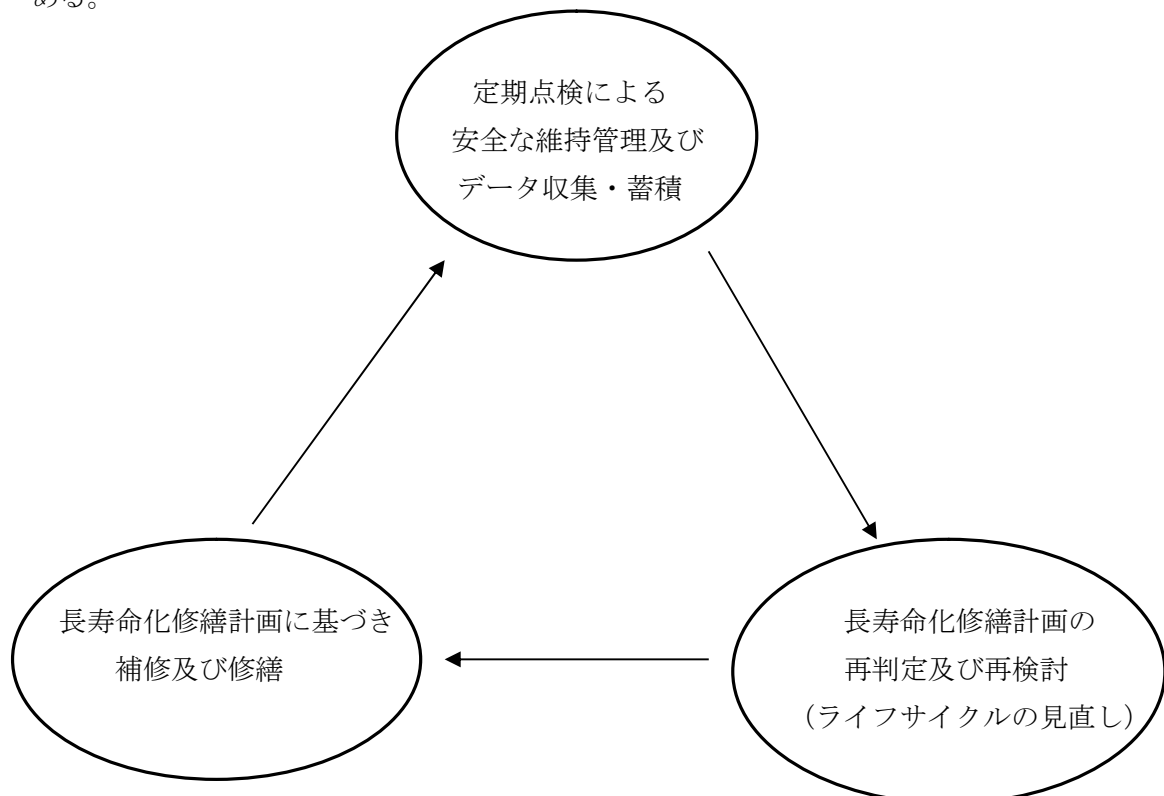 ある。
定期点検による
安全な維持管理及び
データ収集・蓄積
長寿命化修繕計画に基づき
補修及び修繕
長寿命化修繕計画の
再判定及び再検討
（ライフサイクルの見直し）